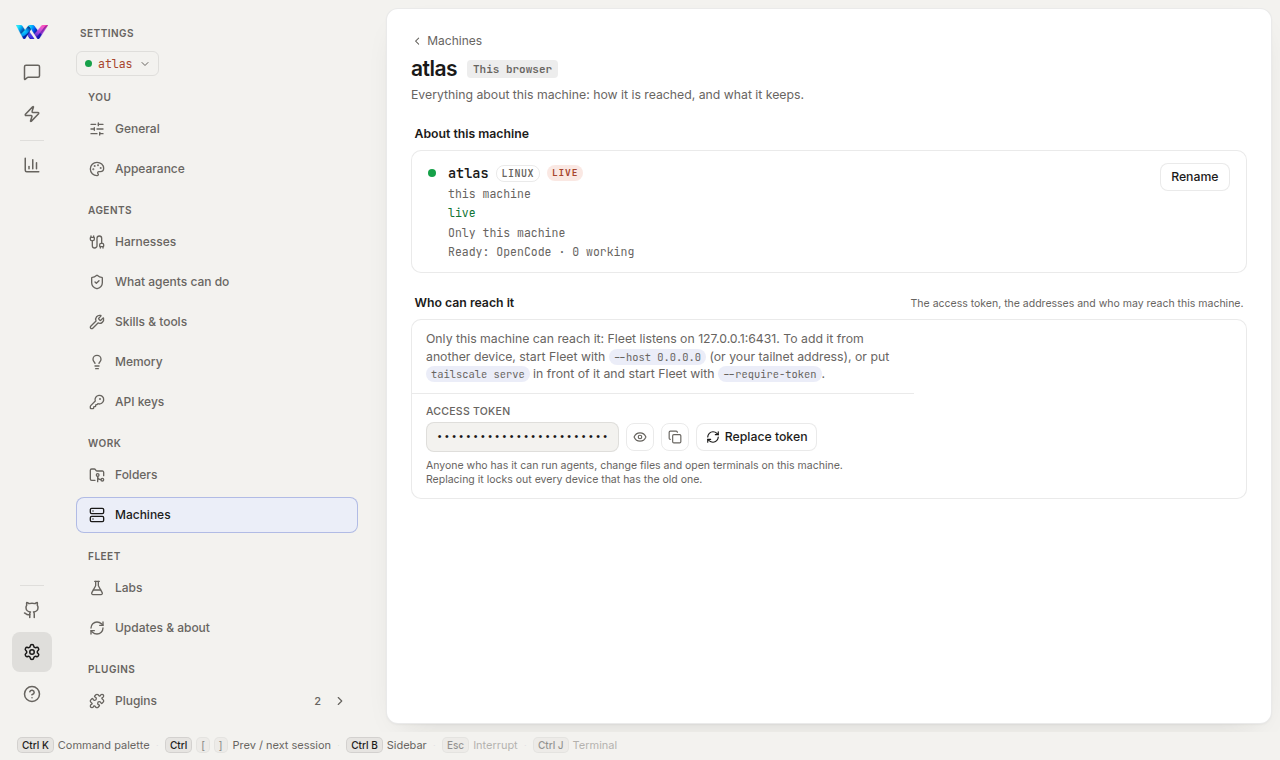 SETTINGS
atlas
YOU
General
Appearance
AGENTS
Harnesses
What agents can do
Skills & tools
Memory
API keys
WORK
Folders
Machines
FLEET
Labs
Updates & about
PLUGINS
Plugins 2
Machines
atlas This browser
Everything about this machine: how it is reached, and what it keeps.
About this machine
atlas LINUX LIVE
Rename
this machine
live
Only this machine
Ready: OpenCode · 0 working
Who can reach it
The access token, the addresses and who may reach this machine.
Only this machine can reach it: Fleet listens on 127.0.0.1:6431. To add it from
another device, start Fleet with --host 0.0.0.0 (or your tailnet address), or put
tailscale serve in front of it and start Fleet with --require-token.
ACCESS TOKEN
••••••••••••••••••••••••
Replace token
Anyone who has it can run agents, change files and open terminals on this machine.
Replacing it locks out every device that has the old one.
Ctrl K Command palette Ctrl [ ] Prev / next session Ctrl B Sidebar Esc Interrupt Ctrl J Terminal